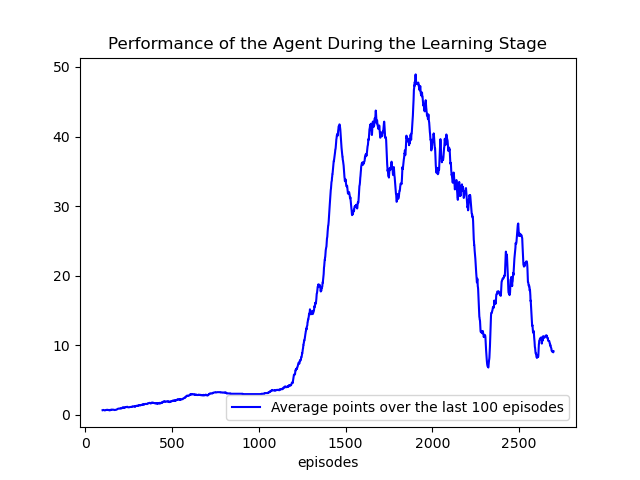 Performance of the Agent During the Learning Stage
50
40
30
20
10
0
Average points over the last 100 episodes
0 500 1000 1500 2000 2500
episodes